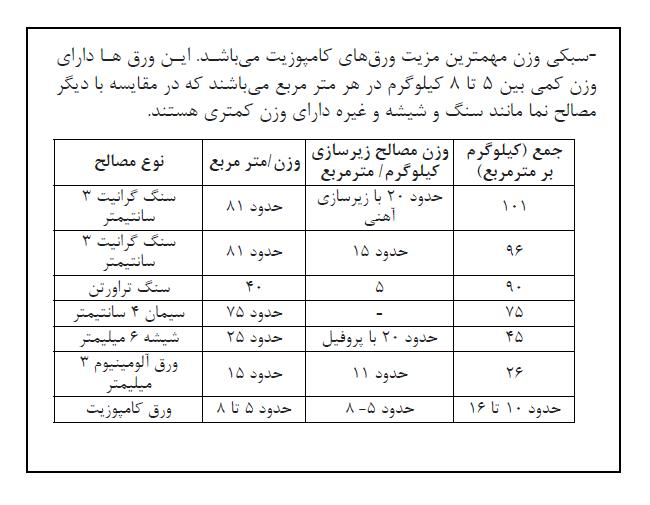 -سبکی وزن مهمترین مزیت ورق‌های کامپوزیت می‌باشد. این ورق ها دارای
وزن کمی بین ۵ تا ۸ کیلوگرم در هر متر مربع می‌باشند که در مقایسه با دیگر
مصالح نما مانند سنگ و شیشه و غیره دارای وزن کمتری هستند.
نوع مصالح وزن/متر مربع وزن مصالح زیرسازی کیلوگرم/ مترمربع جمع (کیلوگرم بر مترمربع)
سنگ گرانیت ۳ سانتیمتر حدود ۸۱ حدود ۲۰ با زیرسازی آهنی ۱۰۱
سنگ گرانیت ۳ سانتیمتر حدود ۸۱ حدود ۱۵ ۹۶
سنگ تراورتن ۴۰ ۵ ۹۰
سیمان ۴ سانتیمتر حدود ۷۵ - ۷۵
شیشه ۶ میلیمتر حدود ۲۵ حدود ۲۰ با پروفیل ۴۵
ورق آلومینیوم ۳ میلیمتر حدود ۱۵ حدود ۱۱ ۲۶
ورق کامپوزیت حدود ۵ تا ۸ حدود ۵- ۸ حدود ۱۰ تا ۱۶